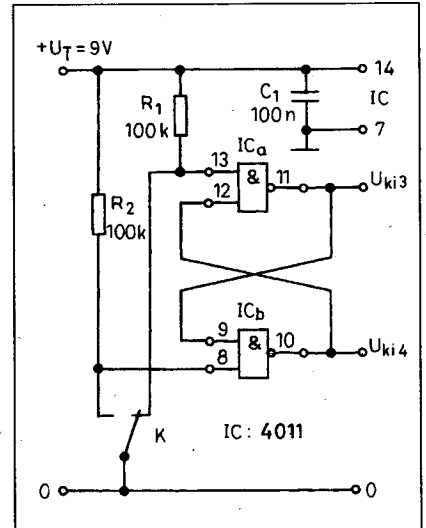 +U_T = 9V
14
R₁
100k
C₁
100n
IC
7
ICa
13
&
11
U_ki3
12
R₂
100k
ICb
9
&
10
U_ki4
8
K
IC: 4011
0
0